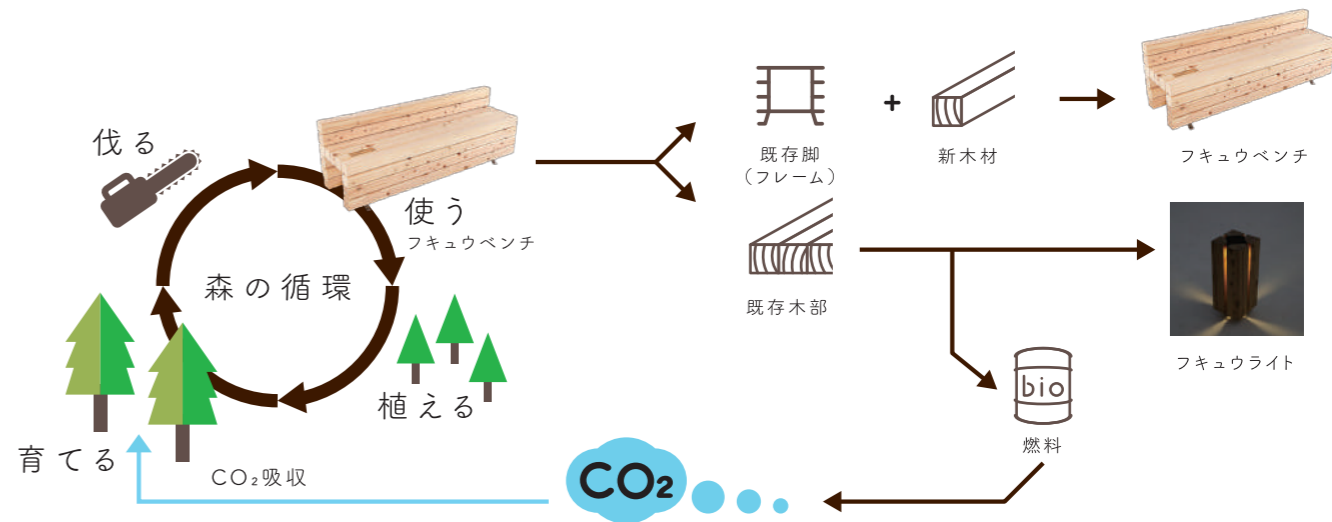 伐る
使う
フキュウベンチ
森の循環
植える
育てる
CO₂吸収
既存脚
(フレーム)
+
新木材
フキュウベンチ
既存木部
フキュウライト
bio
燃料
CO₂